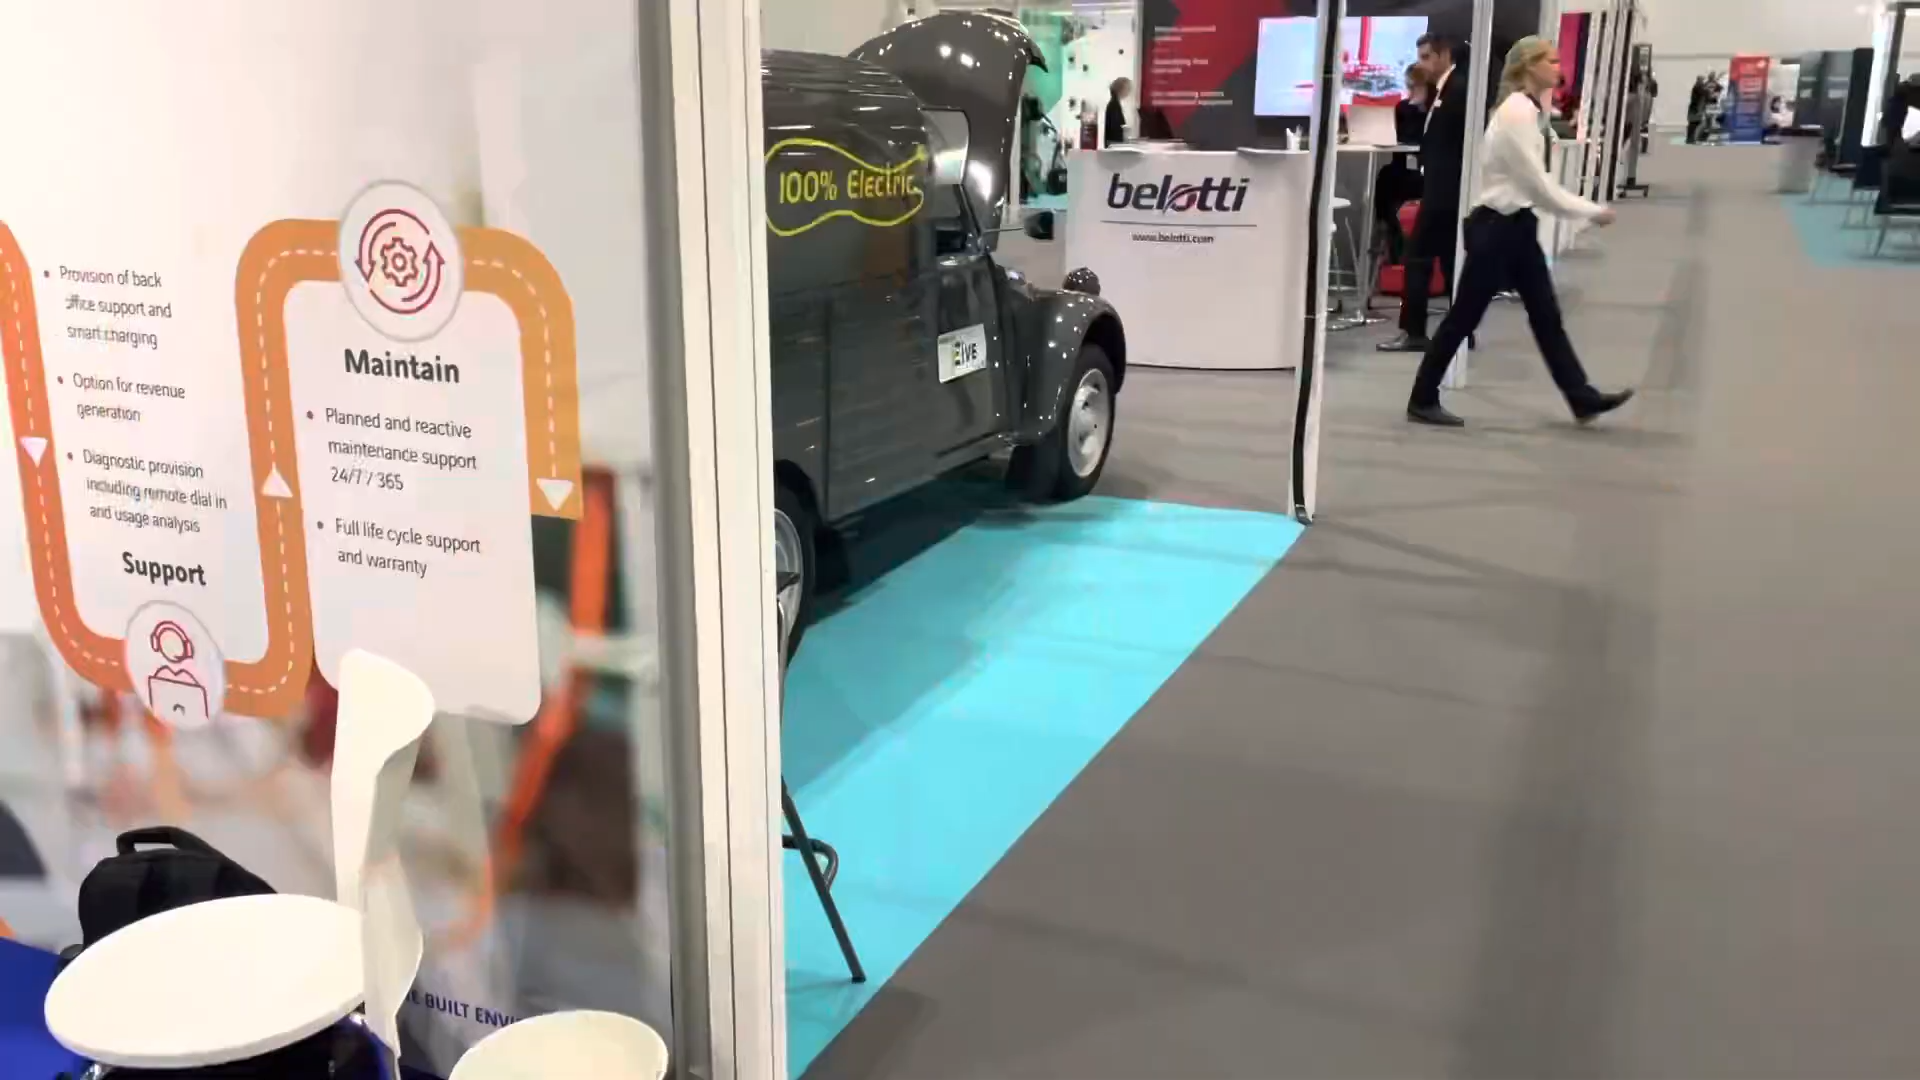 • Provision of back
office support and
smart charging
• Option for revenue
generation
• Diagnostic provision
including remote dial in
and usage analysis
Support
Maintain
• Planned and reactive
maintenance support
24/7 / 365
• Full life cycle support
and warranty
BUILT
100% Electric
belotti
www.belotti.com